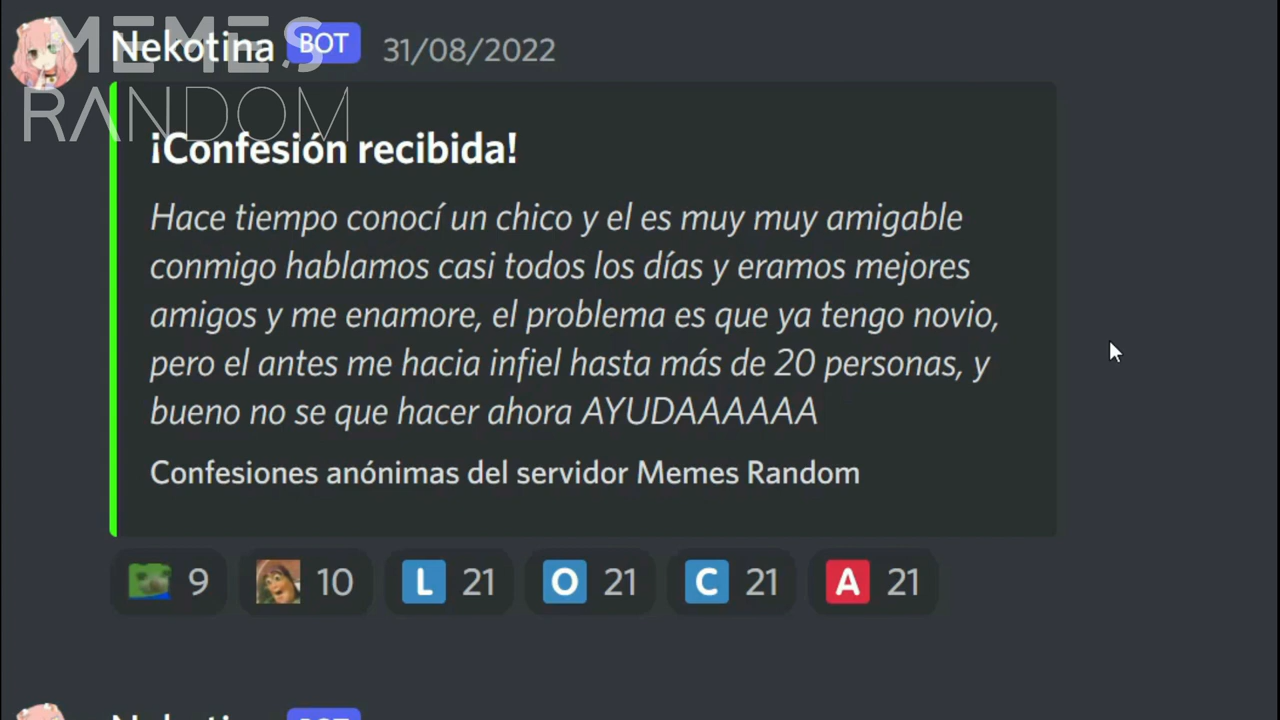 MEMES
RANDOM
Nekotina BOT 31/08/2022
¡Confesión recibida!
Hace tiempo conocí un chico y el es muy muy amigable
conmigo hablamos casi todos los días y eramos mejores
amigos y me enamore, el problema es que ya tengo novio,
pero el antes me hacia infiel hasta más de 20 personas, y
bueno no se que hacer ahora AYUDAAAAAA
Confesiones anónimas del servidor Memes Random
9 10 L 21 O 21 C 21 A 21
Nekotina BOT